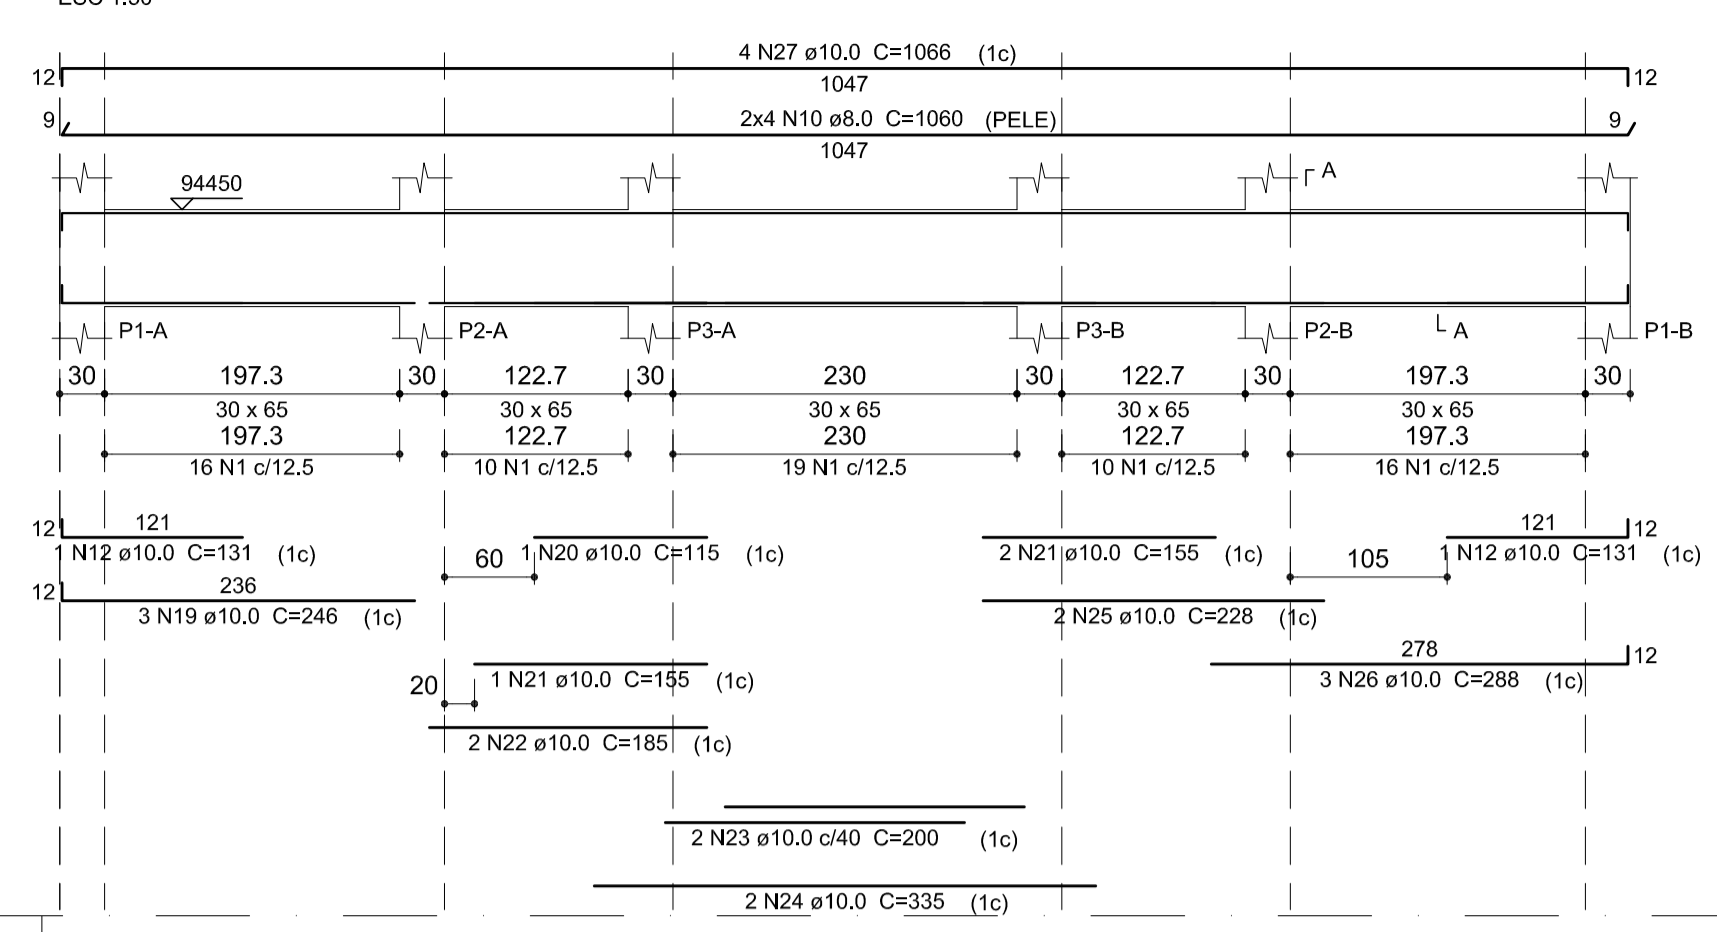 4 N27 ø10.0 C=1066 (1c)
12 12
1047
2x4 N10 ø8.0 C=1060 (PELE)
9 9
1047
A
94450
P1-A P2-A P3-A P3-B P2-B A P1-B
30 197.3 30 122.7 30 230 30 122.7 30 197.3 30
30 x 65 30 x 65 30 x 65 30 x 65 30 x 65
197.3 122.7 230 122.7 197.3
16 N1 c/12.5 10 N1 c/12.5 19 N1 c/12.5 10 N1 c/12.5 16 N1 c/12.5
12 121 121 12
1 N12 ø10.0 C=131 (1c) 1 N20 ø10.0 C=115 (1c) 2 N21 ø10.0 C=155 (1c) 1 N12 ø10.0 C=131 (1c)
60 105
12 236
3 N19 ø10.0 C=246 (1c) 2 N25 ø10.0 C=228 (1c)
278 12
1 N21 ø10.0 C=155 (1c) 3 N26 ø10.0 C=288 (1c)
20
2 N22 ø10.0 C=185 (1c)
2 N23 ø10.0 c/40 C=200 (1c)
2 N24 ø10.0 C=335 (1c)